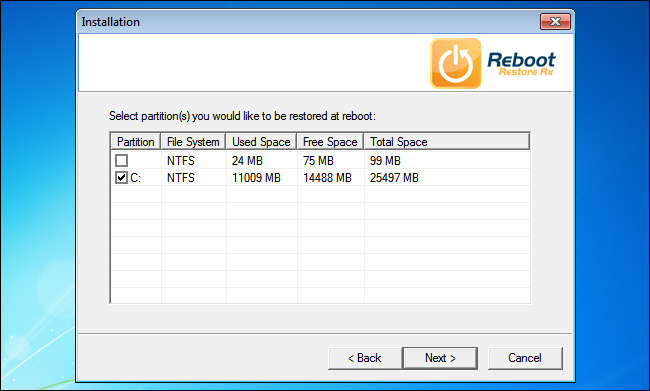 Installation
Reboot
Restore Rx
Select partition(s) you would like to be restored at reboot:
Partition File System Used Space Free Space Total Space
NTFS 24 MB 75 MB 99 MB
C: NTFS 11009 MB 14488 MB 25497 MB
< Back Next > Cancel